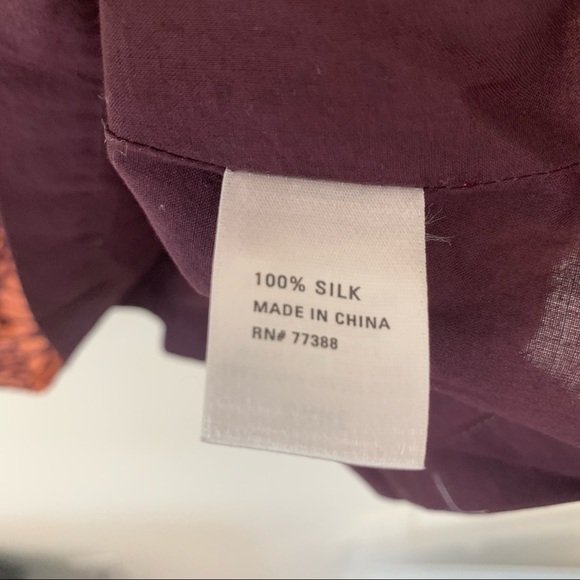 100% SILK
MADE IN CHINA
RN# 77388